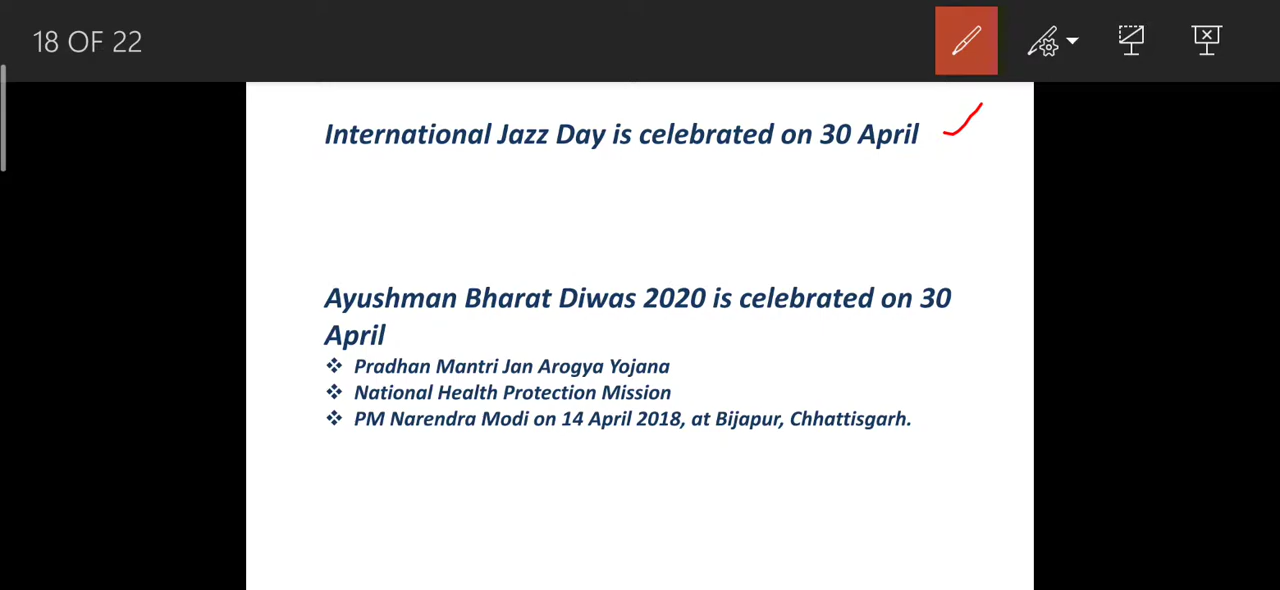 18 OF 22
International Jazz Day is celebrated on 30 April
Ayushman Bharat Diwas 2020 is celebrated on 30
April
❖ Pradhan Mantri Jan Arogya Yojana
❖ National Health Protection Mission
❖ PM Narendra Modi on 14 April 2018, at Bijapur, Chhattisgarh.